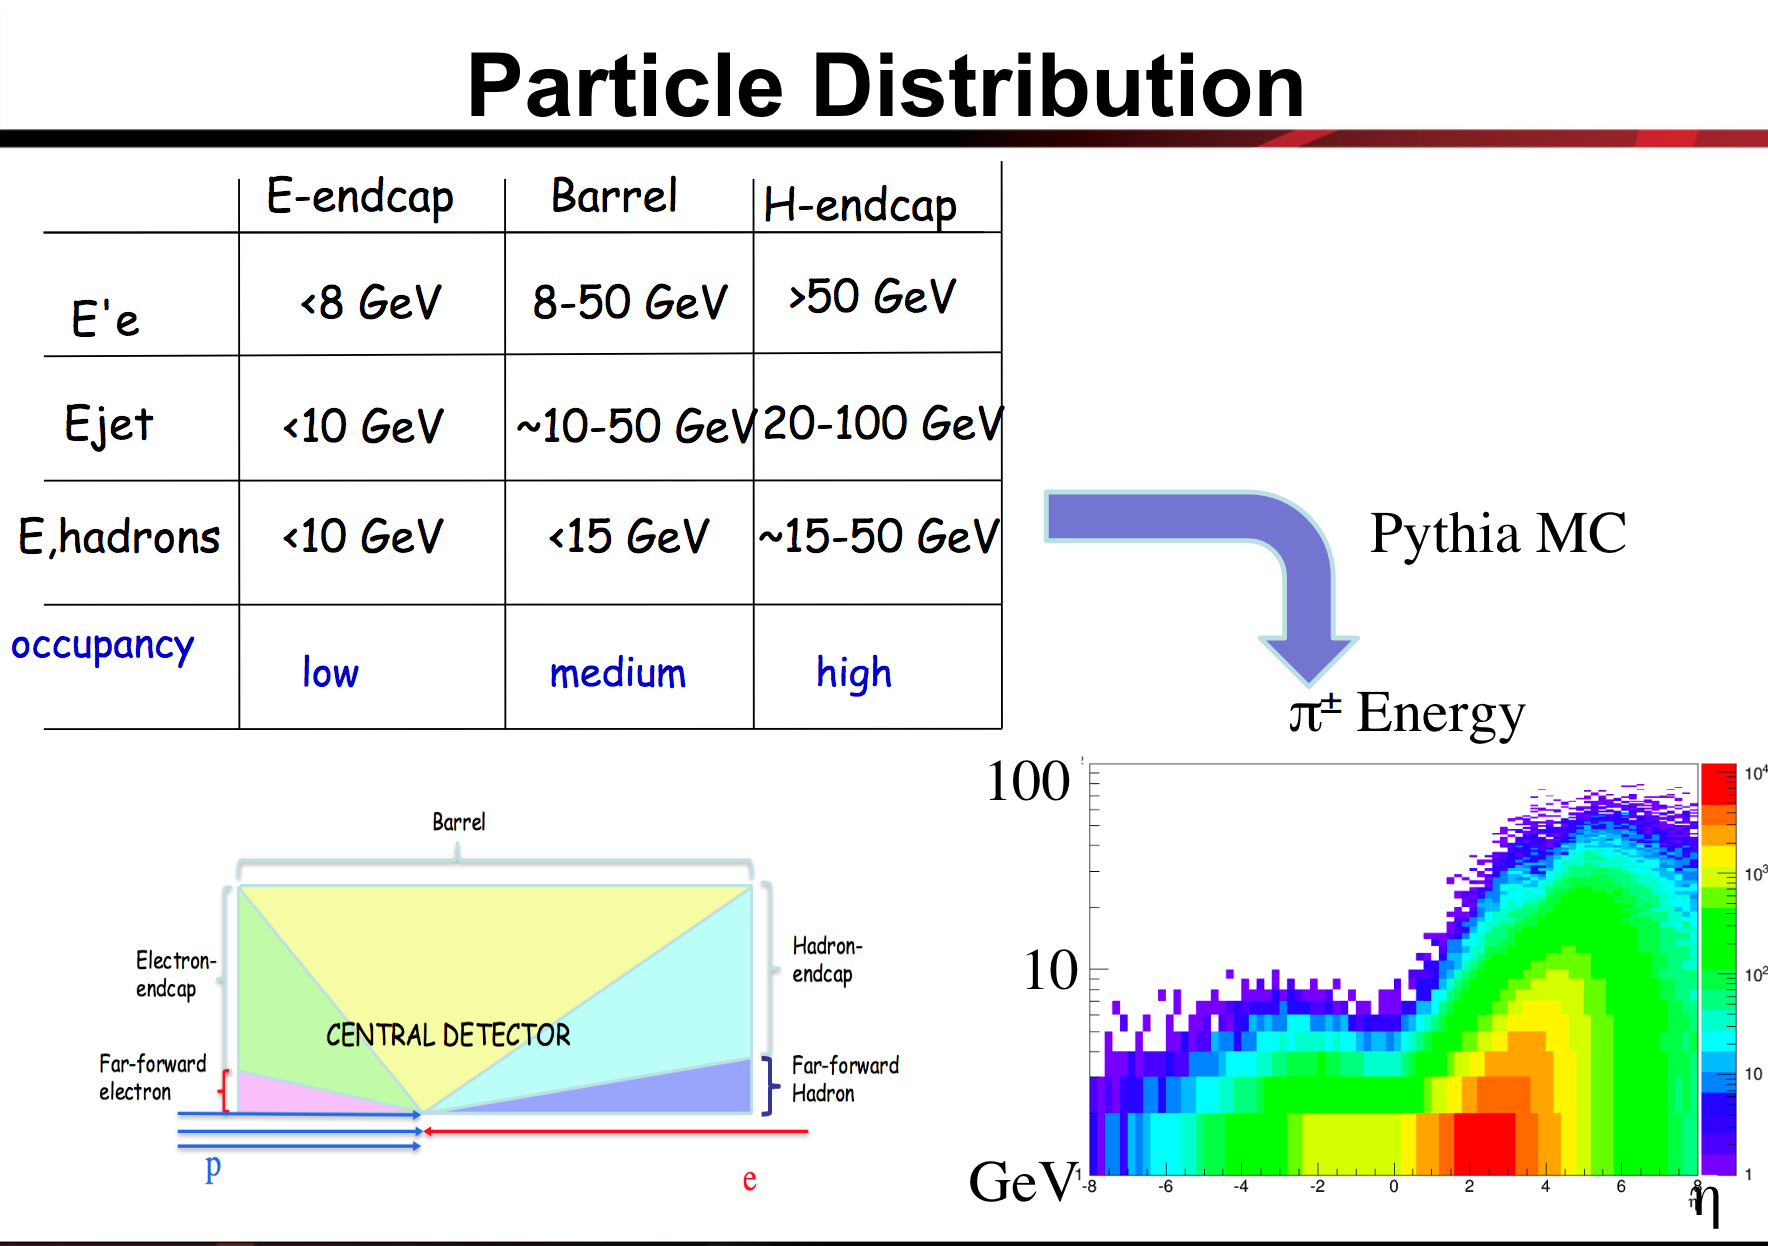 Particle Distribution
E-endcap Barrel H-endcap
E'e <8 GeV 8-50 GeV >50 GeV
Ejet <10 GeV ~10-50 GeV 20-100 GeV
E,hadrons <10 GeV <15 GeV ~15-50 GeV
occupancy low medium high
Pythia MC
π± Energy
Barrel
Electron-
endcap
Hadron-
endcap
CENTRAL DETECTOR
Far-forward
electron
Far-forward
Hadron
p
e
100
10
GeV
1
-8 -6 -4 -2 0 2 4 6 8
η
η
10⁴
10³
10²
10
1